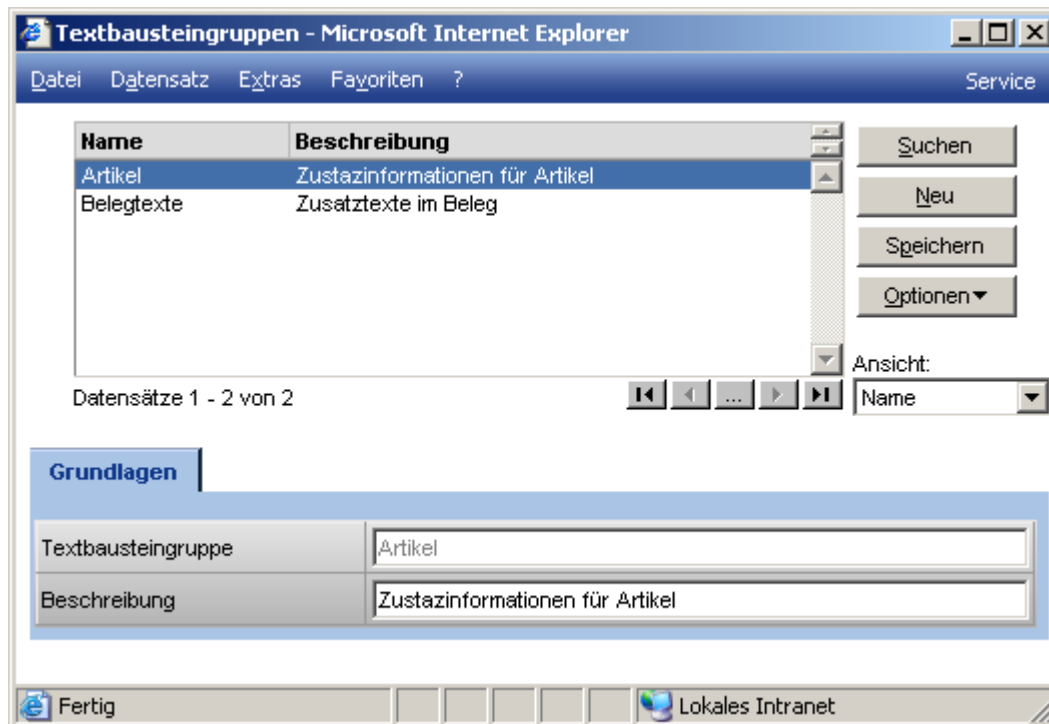 Textbausteingruppen - Microsoft Internet Explorer
Datei Datensatz Extras Favoriten ? Service
Name Beschreibung
Suchen
Artikel Zustazinformationen für Artikel
Belegtexte Zusatztexte im Beleg
Neu
Speichern
Optionen
Ansicht:
Datensätze 1 - 2 von 2 ... Name
Grundlagen
Textbausteingruppe Artikel
Beschreibung Zustazinformationen für Artikel
Fertig Lokales Intranet